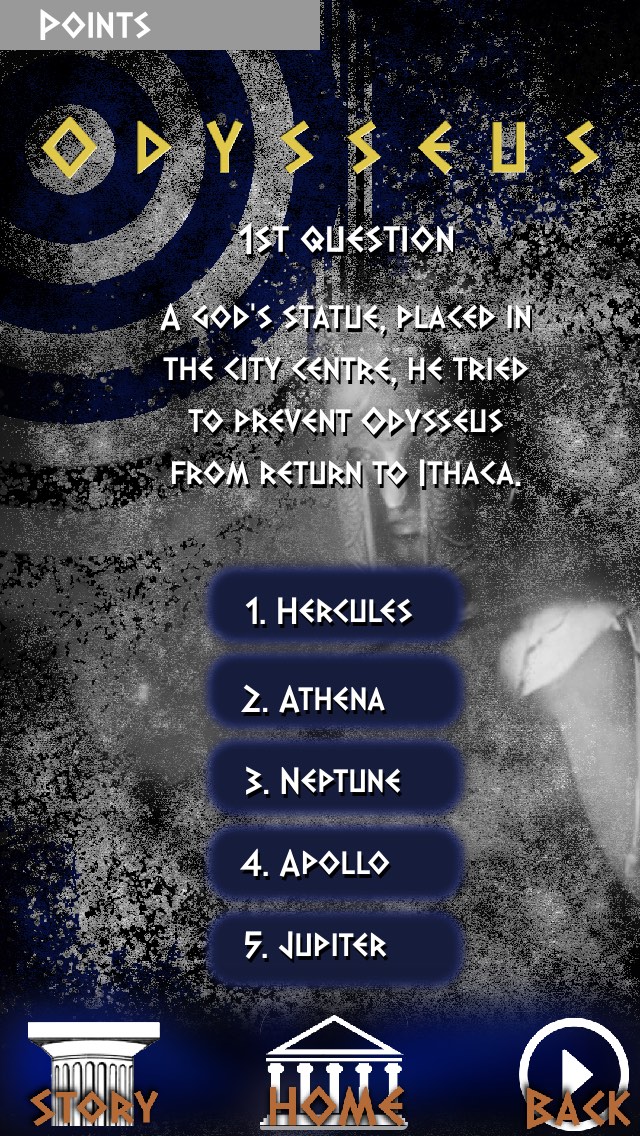 Points
Odysseus
1st question
A god's statue, placed in
the city centre, he tried
to prevent Odysseus
from return to Ithaca.
1. Hercules
2. Athena
3. Neptune
4. Apollo
5. Jupiter
Story Home Back